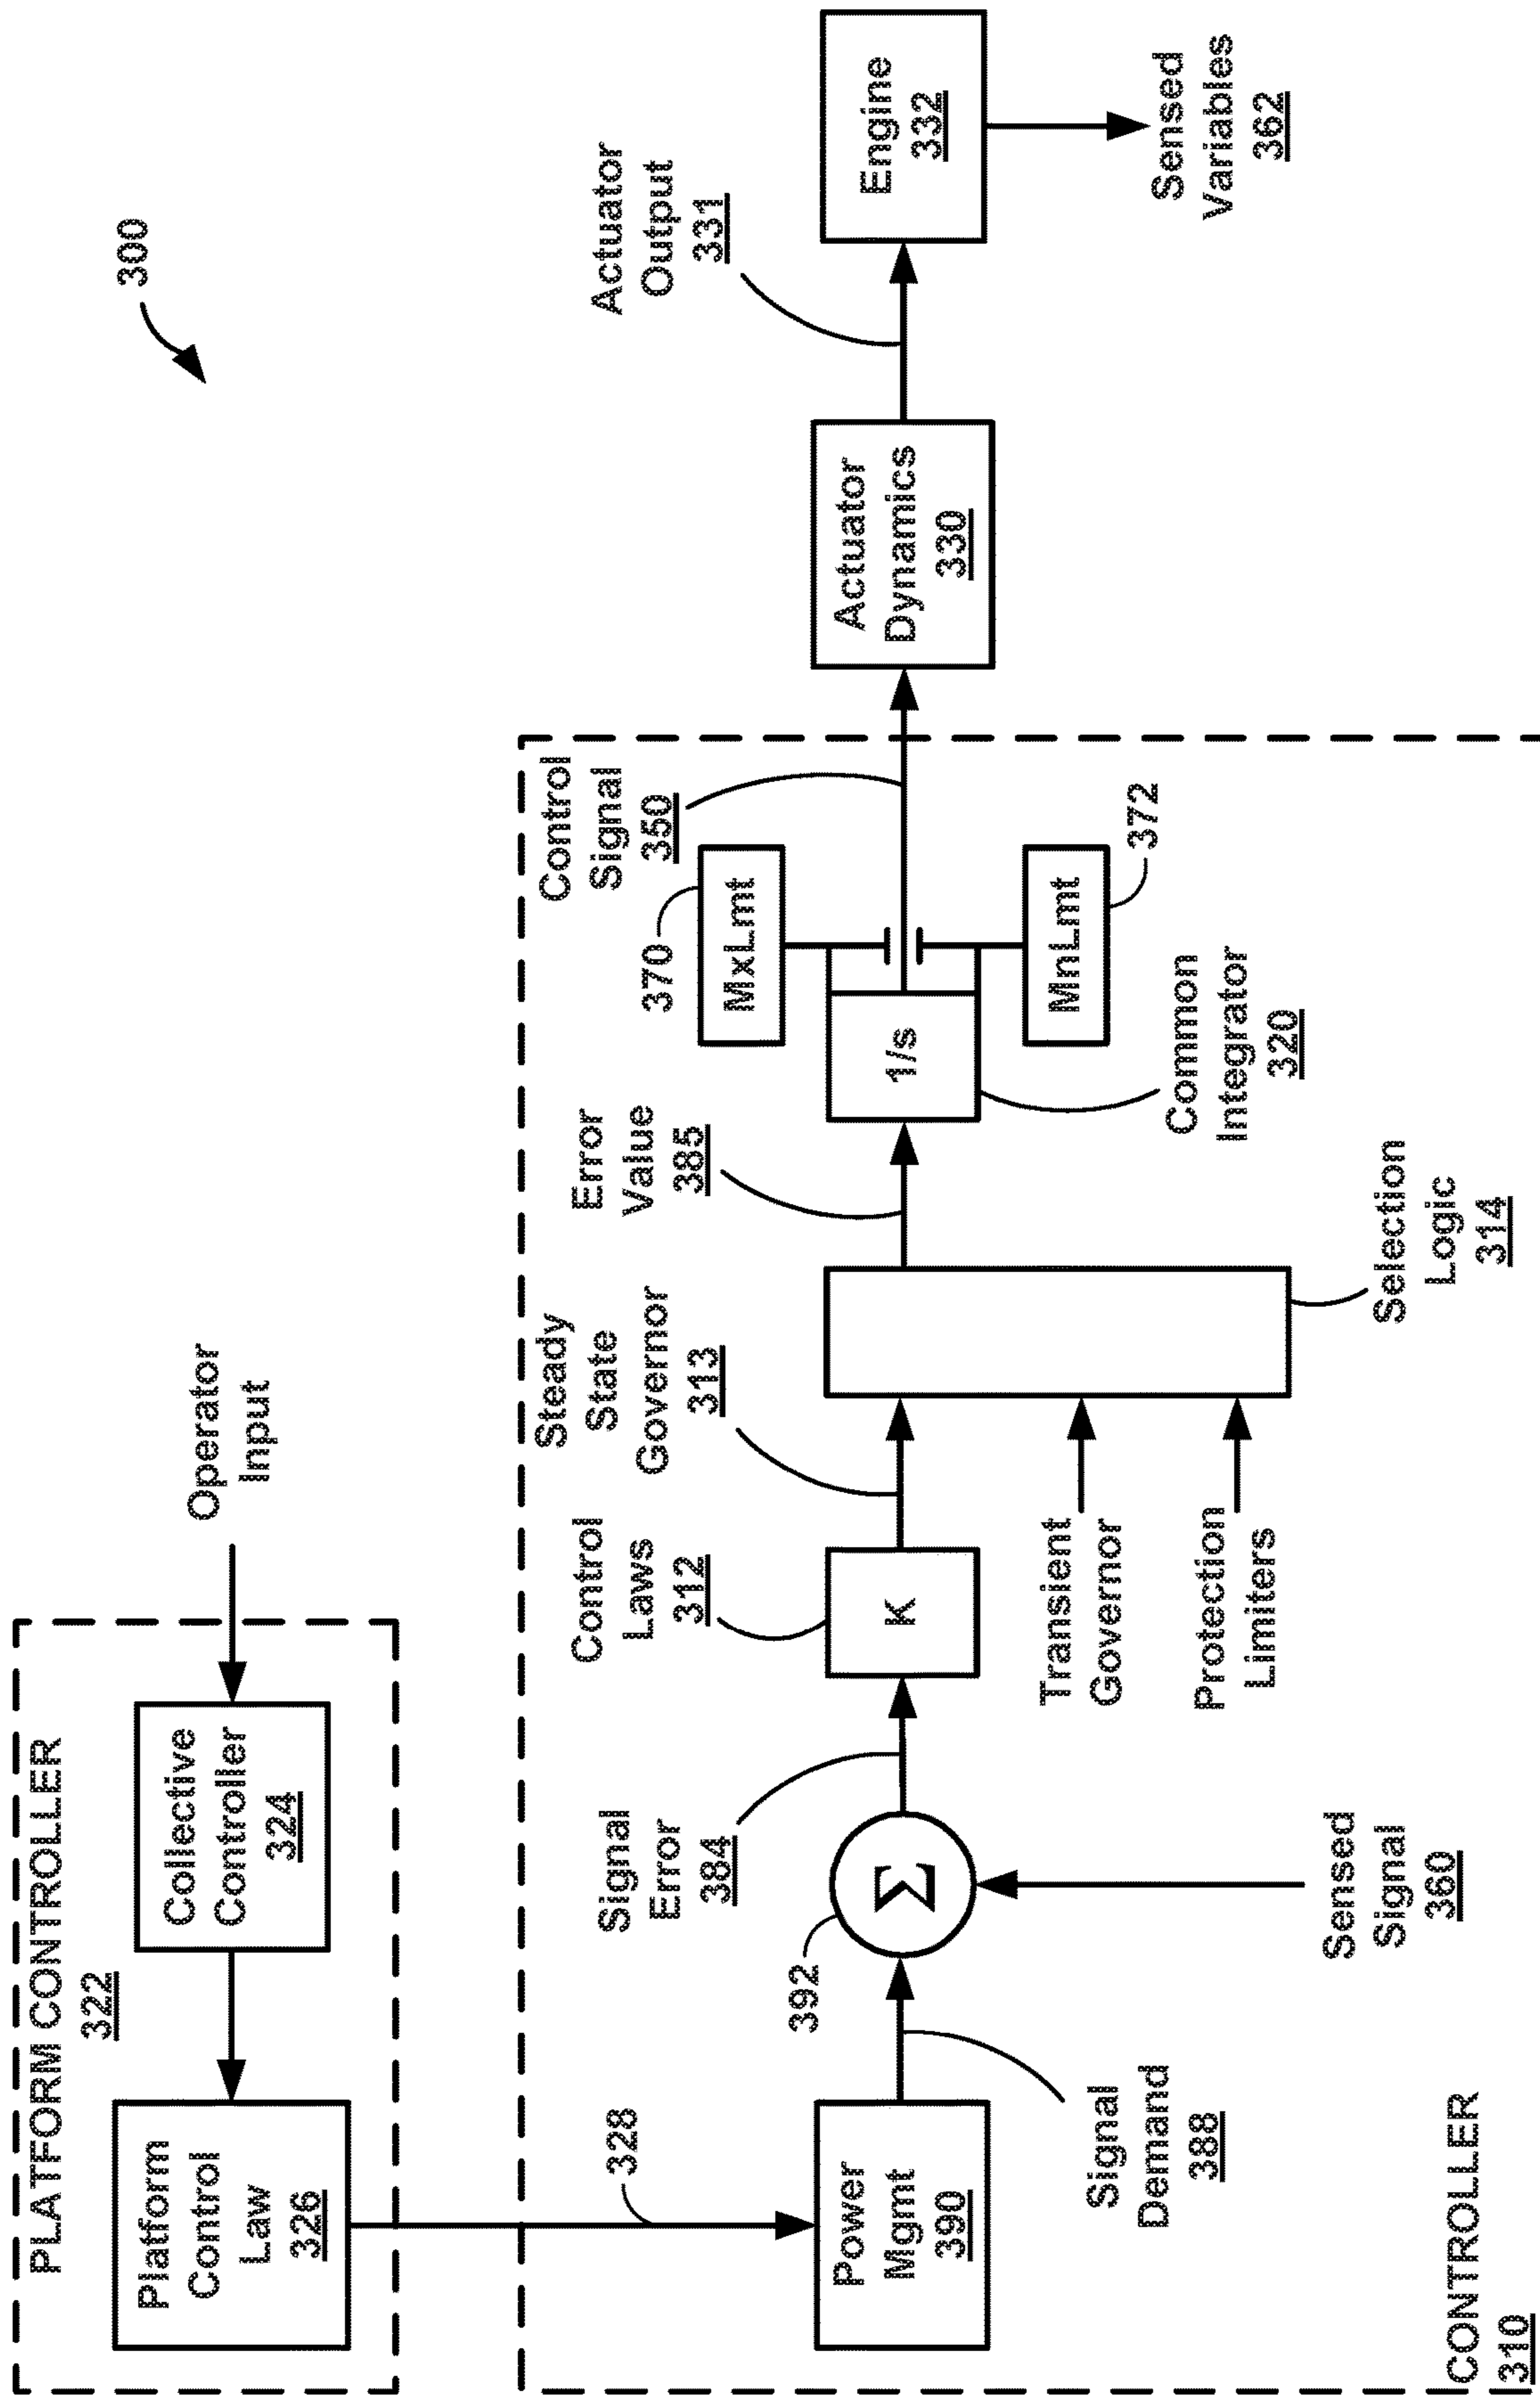 300
PLATFORM CONTROLLER
322
Platform
Control
Law
326
Collective
Controller
324
Operator
Input
328
CONTROLLER
310
Power
Mgmt
390
Signal
Demand
388
392
Σ
Sensed
Signal
360
Signal
Error
384
Control
Laws
312
K
Steady
State
Governor
313
Transient
Governor
Protection
Limiters
Selection
Logic
314
Error
Value
385
1/s
Common
Integrator
320
370
MxLmt
MnLmt
372
Control
Signal
350
Actuator
Dynamics
330
Actuator
Output
331
Engine
332
Sensed
Variables
362